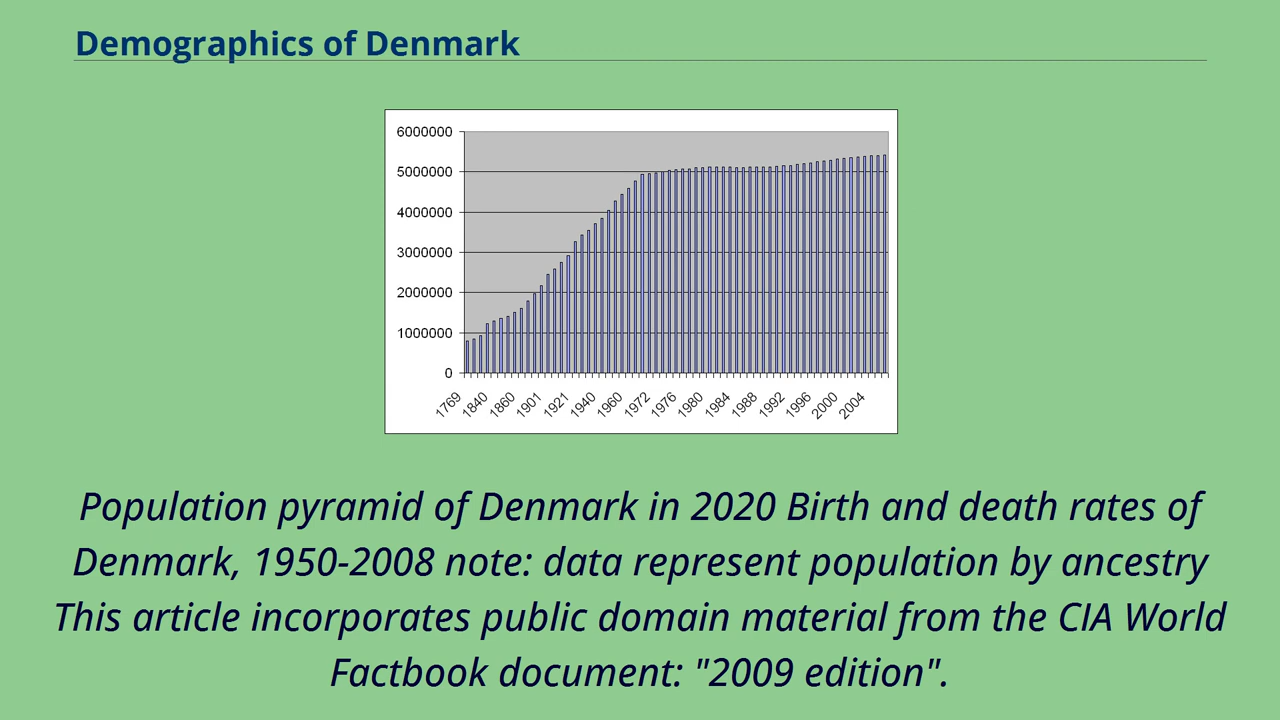 Demographics of Denmark
6000000
5000000
4000000
3000000
2000000
1000000
0
1769 1840 1860 1901 1921 1940 1960 1972 1976 1980 1984 1988 1992 1996 2000 2004
Population pyramid of Denmark in 2020 Birth and death rates of
Denmark, 1950-2008 note: data represent population by ancestry
This article incorporates public domain material from the CIA World
Factbook document: "2009 edition".